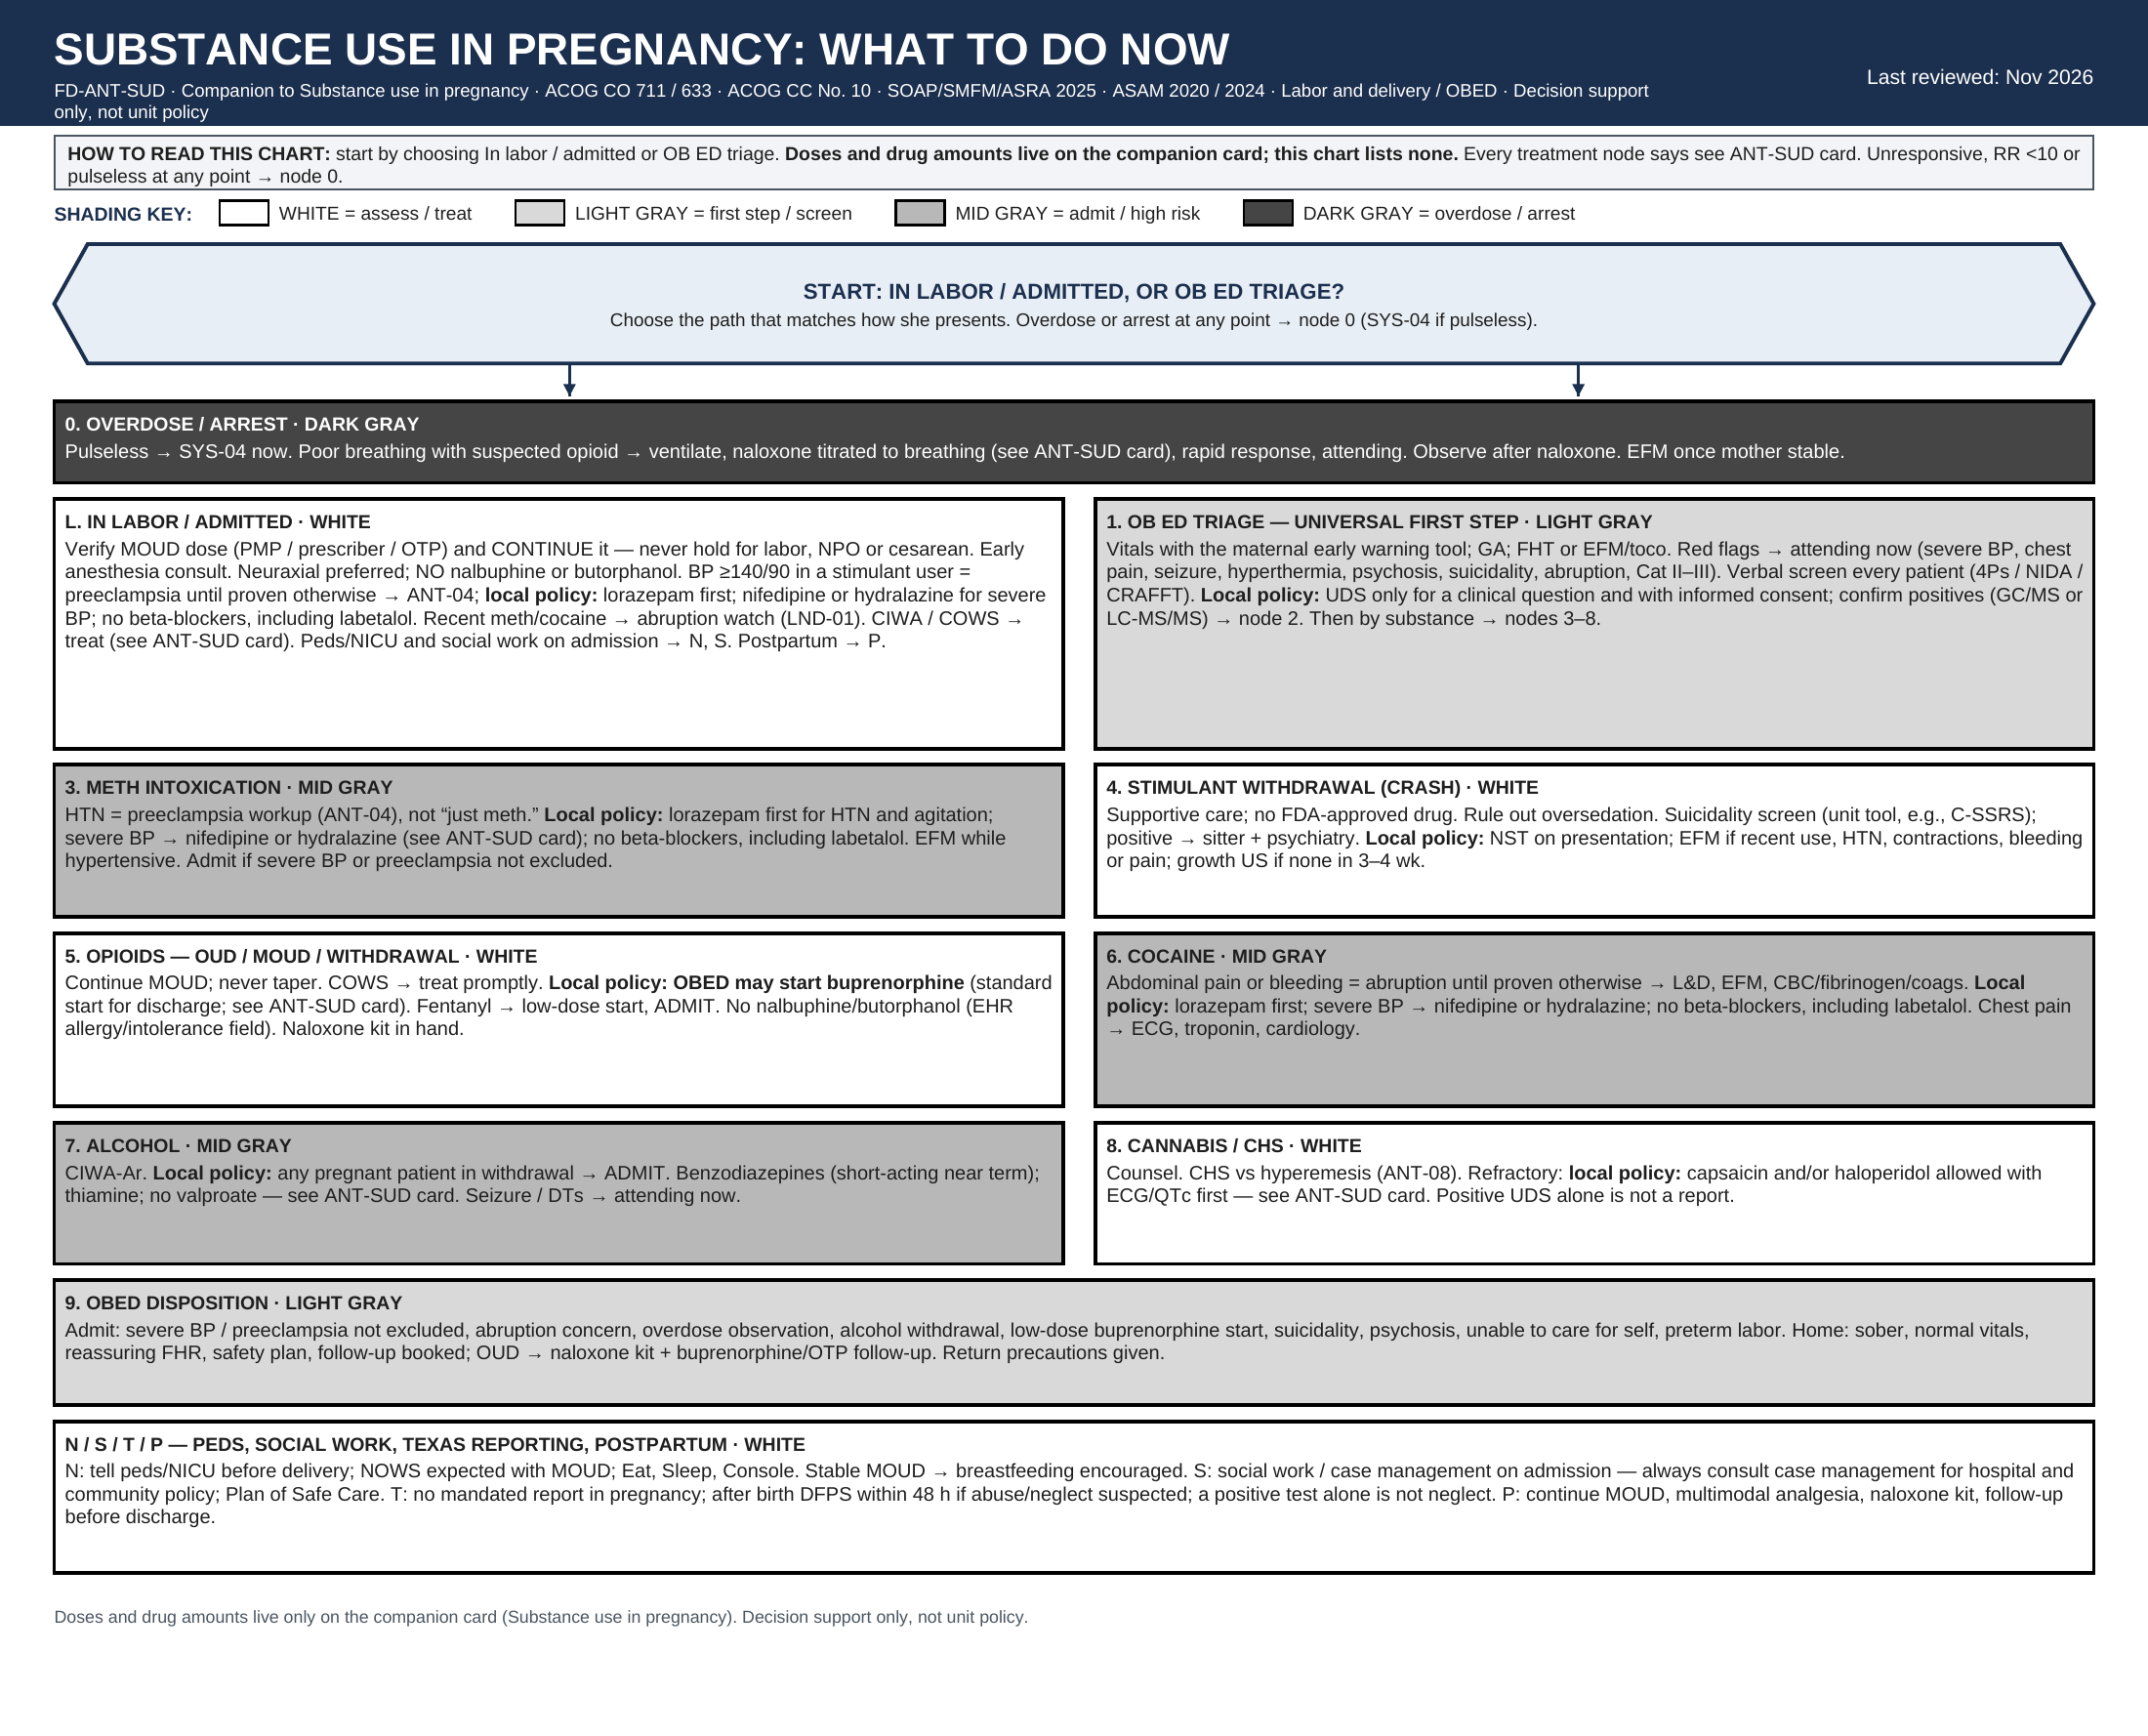 SUBSTANCE USE IN PREGNANCY: WHAT TO DO NOW
FD-ANT-SUD · Companion to Substance use in pregnancy · ACOG CO 711 / 633 · ACOG CC No. 10 · SOAP/SMFM/ASRA 2025 · ASAM 2020 / 2024 · Labor and delivery / OBED · Decision support
only, not unit policy
Last reviewed: Nov 2026
HOW TO READ THIS CHART: start by choosing In labor / admitted or OB ED triage. Doses and drug amounts live on the companion card; this chart lists none. Every treatment node says see ANT-SUD card. Unresponsive, RR <10 or
pulseless at any point → node 0.
SHADING KEY: WHITE = assess / treat LIGHT GRAY = first step / screen MID GRAY = admit / high risk DARK GRAY = overdose / arrest
START: IN LABOR / ADMITTED, OR OB ED TRIAGE?
Choose the path that matches how she presents. Overdose or arrest at any point → node 0 (SYS-04 if pulseless).
0. OVERDOSE / ARREST · DARK GRAY
Pulseless → SYS-04 now. Poor breathing with suspected opioid → ventilate, naloxone titrated to breathing (see ANT-SUD card), rapid response, attending. Observe after naloxone. EFM once mother stable.
L. IN LABOR / ADMITTED · WHITE
Verify MOUD dose (PMP / prescriber / OTP) and CONTINUE it — never hold for labor, NPO or cesarean. Early
anesthesia consult. Neuraxial preferred; NO nalbuphine or butorphanol. BP ≥140/90 in a stimulant user =
preeclampsia until proven otherwise → ANT-04; local policy: lorazepam first; nifedipine or hydralazine for severe
BP; no beta-blockers, including labetalol. Recent meth/cocaine → abruption watch (LND-01). CIWA / COWS →
treat (see ANT-SUD card). Peds/NICU and social work on admission → N, S. Postpartum → P.
1. OB ED TRIAGE — UNIVERSAL FIRST STEP · LIGHT GRAY
Vitals with the maternal early warning tool; GA; FHT or EFM/toco. Red flags → attending now (severe BP, chest
pain, seizure, hyperthermia, psychosis, suicidality, abruption, Cat II–III). Verbal screen every patient (4Ps / NIDA /
CRAFFT). Local policy: UDS only for a clinical question and with informed consent; confirm positives (GC/MS or
LC-MS/MS) → node 2. Then by substance → nodes 3–8.
3. METH INTOXICATION · MID GRAY
HTN = preeclampsia workup (ANT-04), not “just meth.” Local policy: lorazepam first for HTN and agitation;
severe BP → nifedipine or hydralazine (see ANT-SUD card); no beta-blockers, including labetalol. EFM while
hypertensive. Admit if severe BP or preeclampsia not excluded.
4. STIMULANT WITHDRAWAL (CRASH) · WHITE
Supportive care; no FDA-approved drug. Rule out oversedation. Suicidality screen (unit tool, e.g., C-SSRS);
positive → sitter + psychiatry. Local policy: NST on presentation; EFM if recent use, HTN, contractions, bleeding
or pain; growth US if none in 3–4 wk.
5. OPIOIDS — OUD / MOUD / WITHDRAWAL · WHITE
Continue MOUD; never taper. COWS → treat promptly. Local policy: OBED may start buprenorphine (standard
start for discharge; see ANT-SUD card). Fentanyl → low-dose start, ADMIT. No nalbuphine/butorphanol (EHR
allergy/intolerance field). Naloxone kit in hand.
6. COCAINE · MID GRAY
Abdominal pain or bleeding = abruption until proven otherwise → L&D, EFM, CBC/fibrinogen/coags. Local
policy: lorazepam first; severe BP → nifedipine or hydralazine; no beta-blockers, including labetalol. Chest pain
→ ECG, troponin, cardiology.
7. ALCOHOL · MID GRAY
CIWA-Ar. Local policy: any pregnant patient in withdrawal → ADMIT. Benzodiazepines (short-acting near term);
thiamine; no valproate — see ANT-SUD card. Seizure / DTs → attending now.
8. CANNABIS / CHS · WHITE
Counsel. CHS vs hyperemesis (ANT-08). Refractory: local policy: capsaicin and/or haloperidol allowed with
ECG/QTc first — see ANT-SUD card. Positive UDS alone is not a report.
9. OBED DISPOSITION · LIGHT GRAY
Admit: severe BP / preeclampsia not excluded, abruption concern, overdose observation, alcohol withdrawal, low-dose buprenorphine start, suicidality, psychosis, unable to care for self, preterm labor. Home: sober, normal vitals,
reassuring FHR, safety plan, follow-up booked; OUD → naloxone kit + buprenorphine/OTP follow-up. Return precautions given.
N / S / T / P — PEDS, SOCIAL WORK, TEXAS REPORTING, POSTPARTUM · WHITE
N: tell peds/NICU before delivery; NOWS expected with MOUD; Eat, Sleep, Console. Stable MOUD → breastfeeding encouraged. S: social work / case management on admission — always consult case management for hospital and
community policy; Plan of Safe Care. T: no mandated report in pregnancy; after birth DFPS within 48 h if abuse/neglect suspected; a positive test alone is not neglect. P: continue MOUD, multimodal analgesia, naloxone kit, follow-up
before discharge.
Doses and drug amounts live only on the companion card (Substance use in pregnancy). Decision support only, not unit policy.